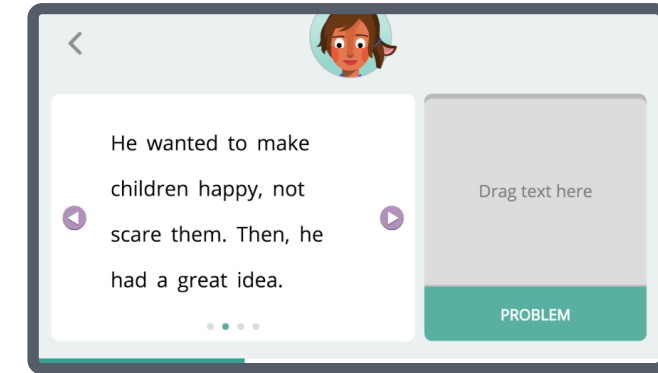 He wanted to make
children happy, not
scare them. Then, he
had a great idea.
Drag text here
PROBLEM